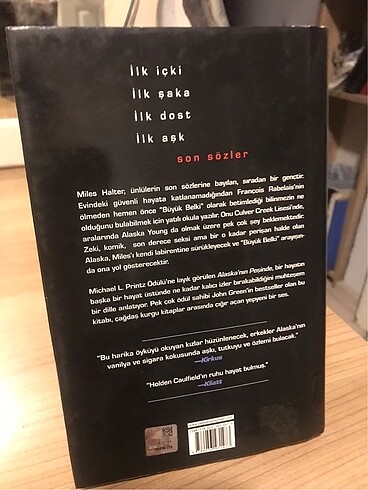 İlk içki
İlk şaka
İlk dost
İlk aşk
son sözler
Miles Halter, ünlülerin son sözlerine bayılan, sıradan bir gençtir.
Evindeki güvenli hayata katlanamadığından François Rabelais'nin
ölmeden hemen önce "Büyük Belki" olarak betimlediği bilinmezin ne
olduğunu bulabilmek için yatılı okula yazılır. Onu Culver Creek Lisesi'nde,
aralarında Alaska Young da olmak üzere pek çok şey beklemektedir.
Zeki, komik, son derece seksi ama bir o kadar perişan halde olan
Alaska, Miles'ı kendi labirentine sürükleyecek ve "Büyük Belki" arayışın-
da ona yol gösterecektir.
Michael L. Printz Ödülü'ne layık görülen Alaska'nın Peşinde, bir hayatın
başka bir hayat üstünde ne kadar kalıcı izler bırakabildiğini muhteşem
bir dille anlatıyor. Pek çok ödül sahibi John Green'in bestseller olan bu
kitabı, çağdaş kurgu kitaplar arasında çığır açan yepyeni bir ses.
"Bu harika öyküyü okuyan kızlar hüzünlenecek, erkekler Alaska'nın
vanilya ve sigara kokusunda aşkı, tutkuyu ve özlemi bulacak."
—Kirkus
"Holden Caulfield'ın ruhu hayat bulmuş."
—Kliatt